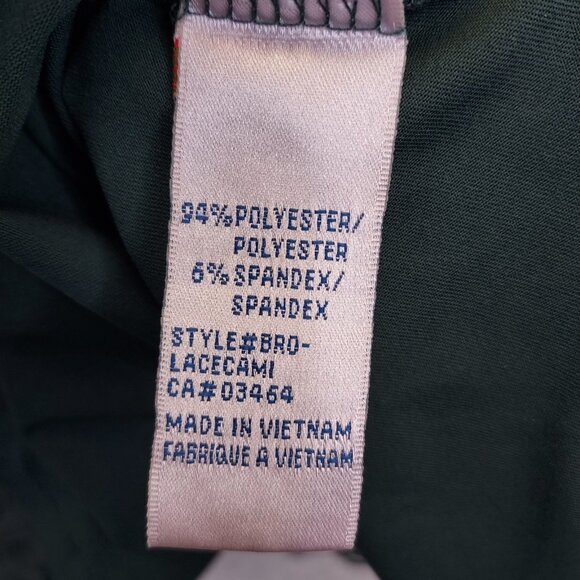 94% POLYESTER/
POLYESTER
6% SPANDEX/
SPANDEX
STYLE#BRO-
LACECAMI
CA#03464
MADE IN VIETNAM
FABRIQUE A VIETNAM